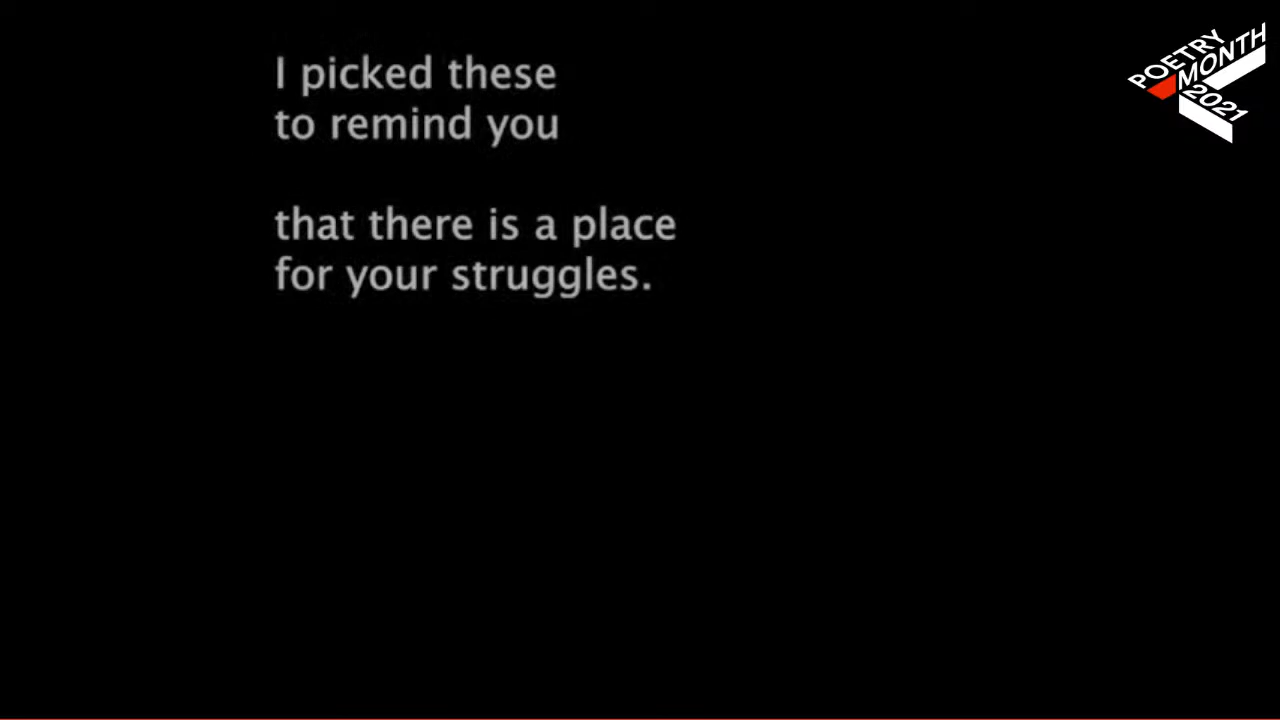 I picked these
to remind you
that there is a place
for your struggles.
POETRY
MONTH
2021